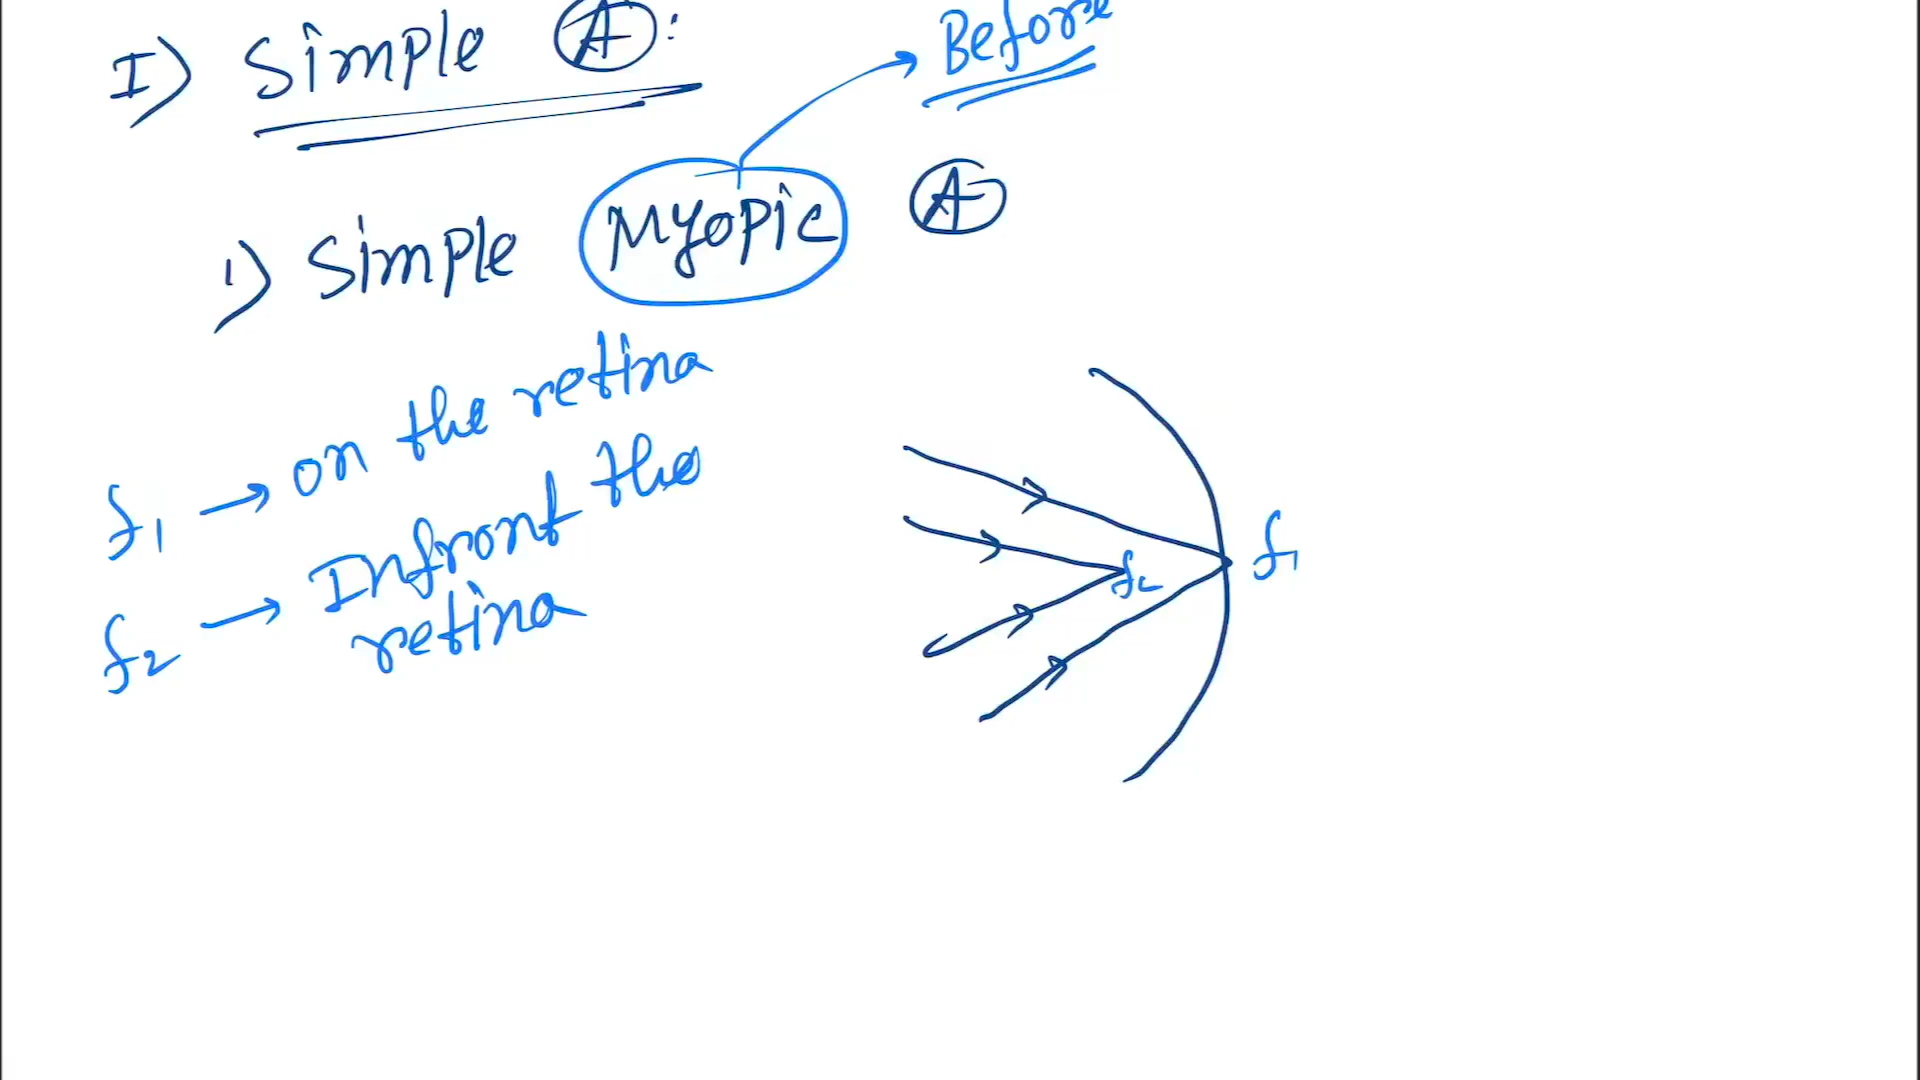 I) Simple A:
Before
1) Simple Myopic A
f1 → on the retina
f2 → Infront the
retina
f2
f1